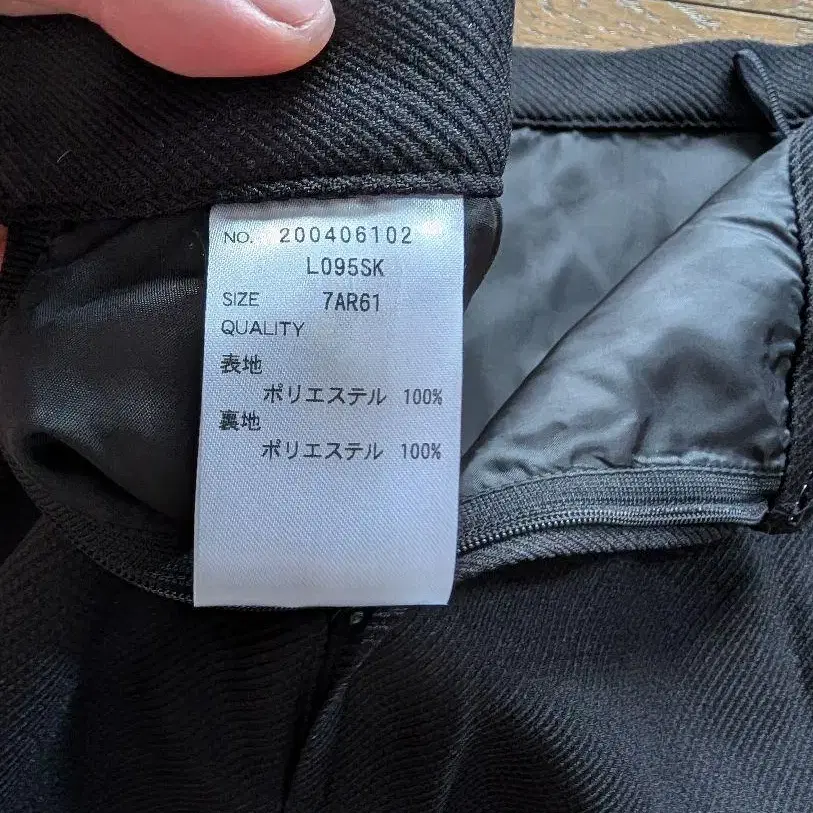 NO. 200406102
L095SK
SIZE 7AR61
QUALITY
表地
ポリエステル 100%
裏地
ポリエステル 100%